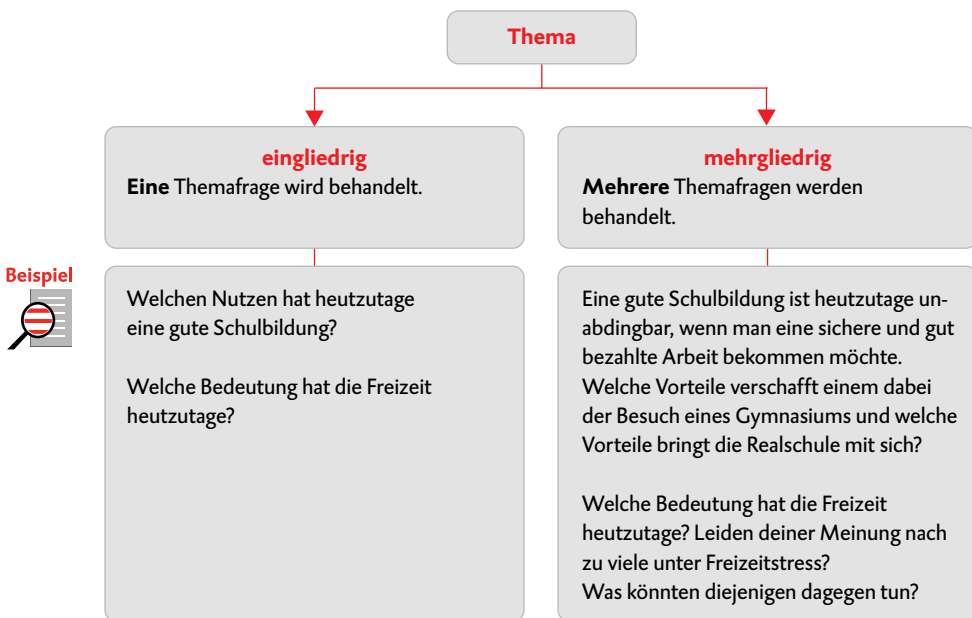 Thema
eingliedrig
Eine Themafrage wird behandelt.
mehrgliedrig
Mehrere Themafragen werden
behandelt.
Beispiel
Welchen Nutzen hat heutzutage
eine gute Schulbildung?
Welche Bedeutung hat die Freizeit
heutzutage?
Eine gute Schulbildung ist heutzutage un-
abdingbar, wenn man eine sichere und gut
bezahlte Arbeit bekommen möchte.
Welche Vorteile verschafft einem dabei
der Besuch eines Gymnasiums und welche
Vorteile bringt die Realschule mit sich?
Welche Bedeutung hat die Freizeit
heutzutage? Leiden deiner Meinung nach
zu viele unter Freizeitstress?
Was könnten diejenigen dagegen tun?